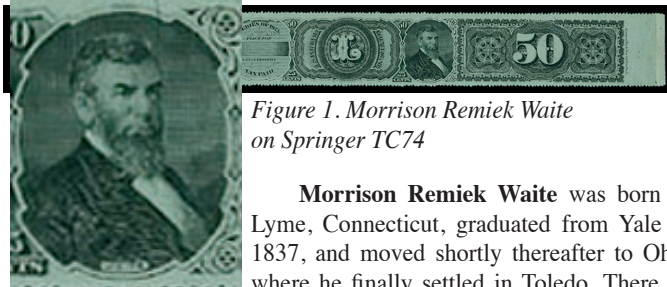 50
Figure 1. Morrison Remiek Waite
on Springer TC74
Morrison Remiek Waite was born
Lyme, Connecticut, graduated from Yale
1837, and moved shortly thereafter to Oh
where he finally settled in Toledo. There